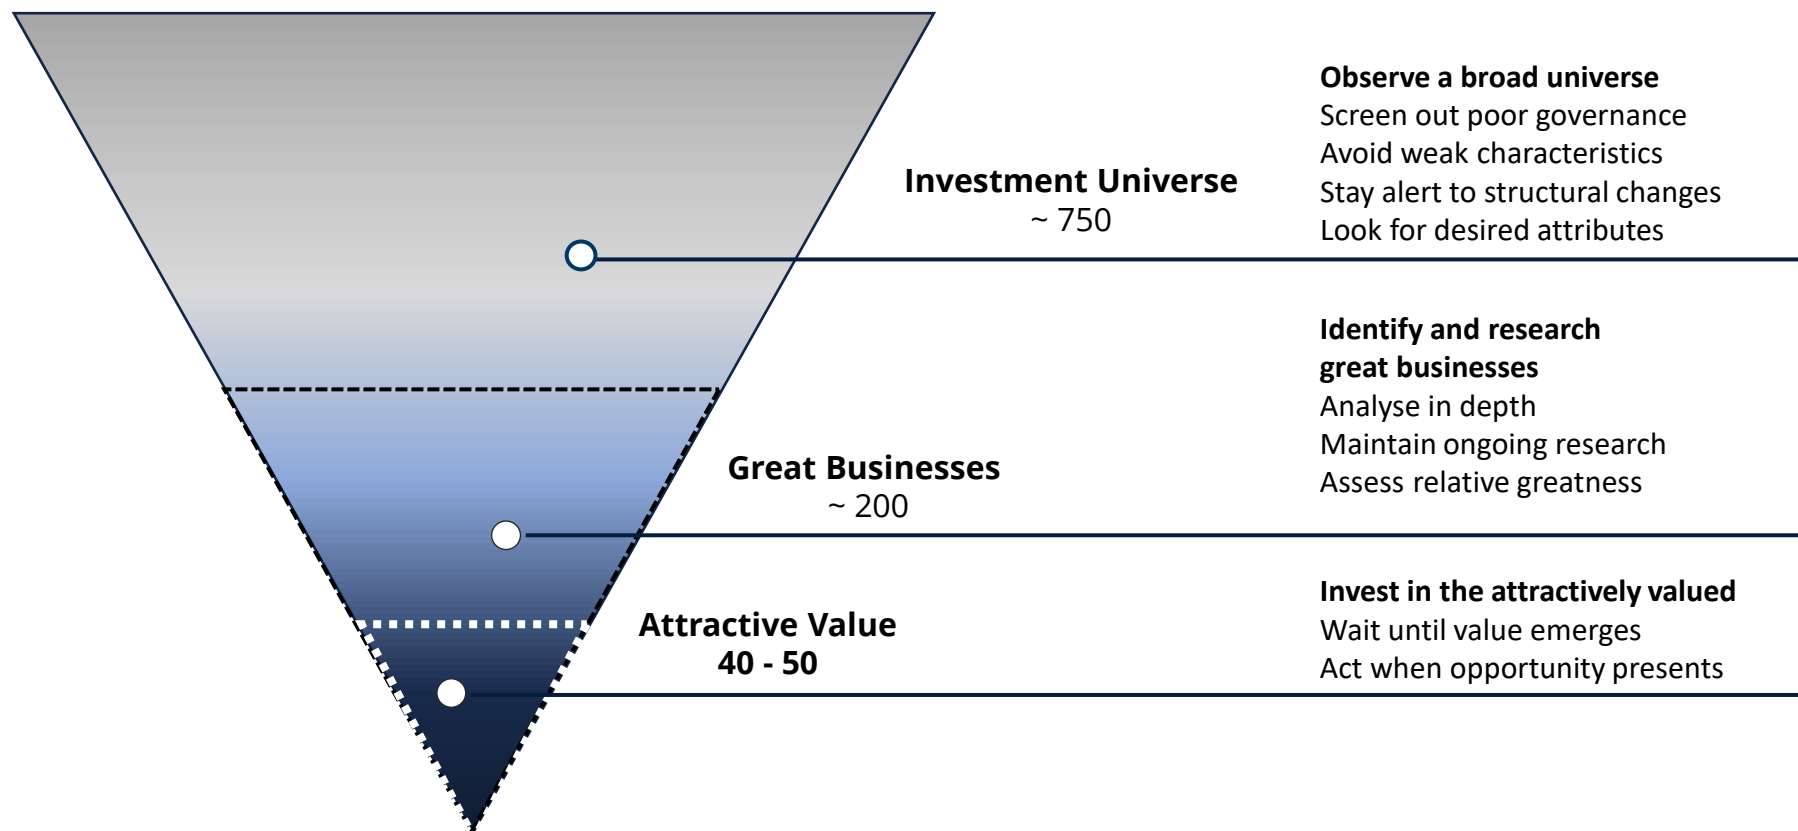 Observe a broad universe
Screen out poor governance
Avoid weak characteristics
Stay alert to structural changes
Look for desired attributes
Investment Universe
~ 750
Identify and research
great businesses
Analyse in depth
Maintain ongoing research
Assess relative greatness
Great Businesses
~ 200
Invest in the attractively valued
Wait until value emerges
Act when opportunity presents
Attractive Value
40 - 50